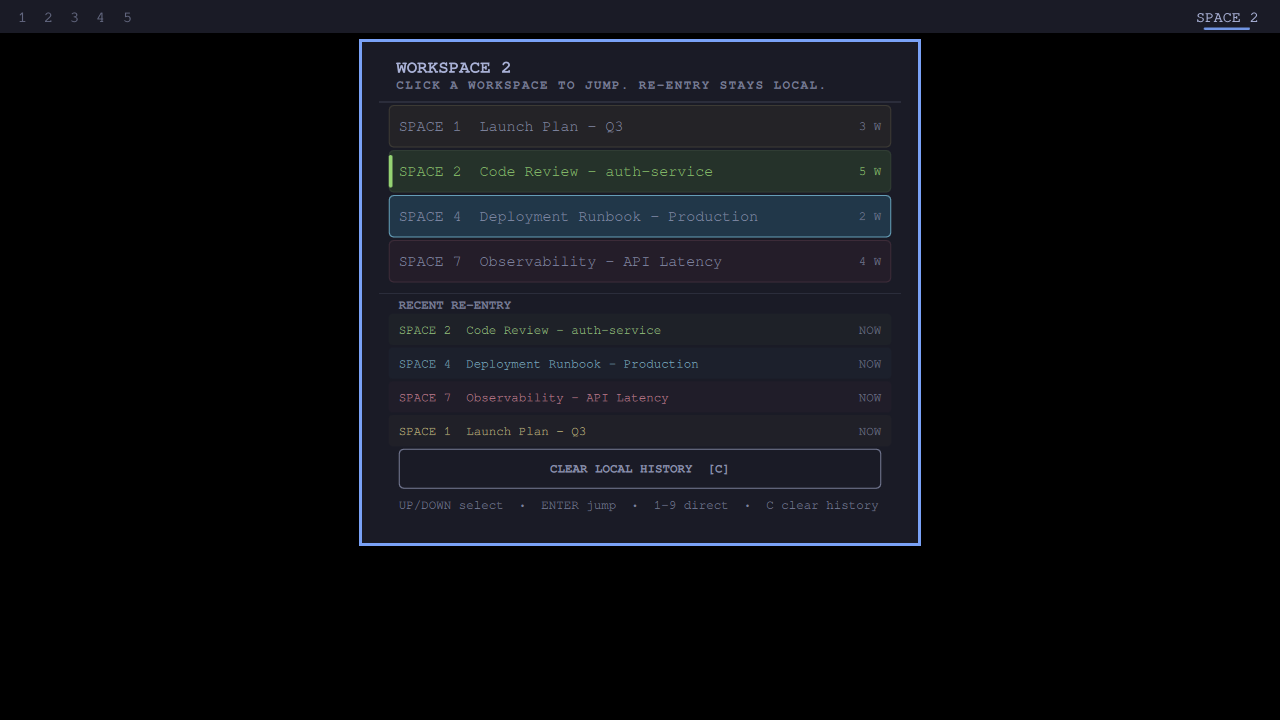 1 2 3 4 5 SPACE 2
WORKSPACE 2
CLICK A WORKSPACE TO JUMP. RE-ENTRY STAYS LOCAL.
SPACE 1 Launch Plan – Q3 3 W
SPACE 2 Code Review – auth-service 5 W
SPACE 4 Deployment Runbook – Production 2 W
SPACE 7 Observability – API Latency 4 W
RECENT RE-ENTRY
SPACE 2 Code Review – auth-service NOW
SPACE 4 Deployment Runbook – Production NOW
SPACE 7 Observability – API Latency NOW
SPACE 1 Launch Plan – Q3 NOW
CLEAR LOCAL HISTORY [C]
UP/DOWN select • ENTER jump • 1-9 direct • C clear history